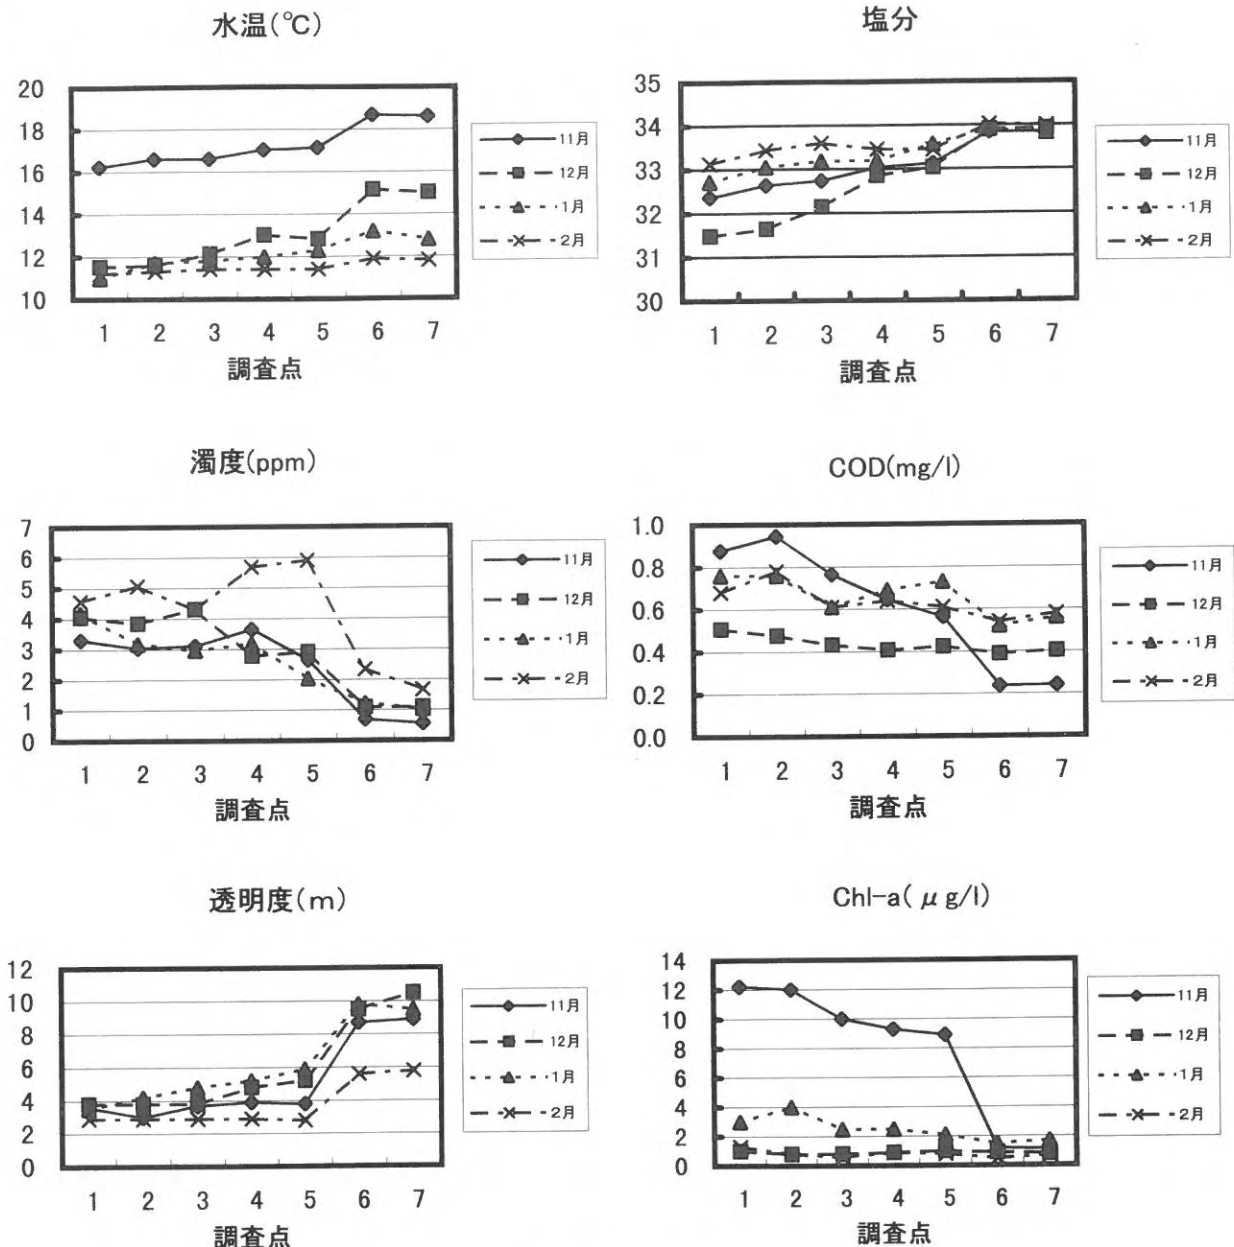 水温(℃)
20
18
16
14
12
10
1 2 3 4 5 6 7
調査点
11月
12月
1月
2月
塩分
35
34
33
32
31
30
1 2 3 4 5 6 7
調査点
11月
12月
1月
2月
濁度(ppm)
7
6
5
4
3
2
1
0
1 2 3 4 5 6 7
調査点
11月
12月
1月
2月
COD(mg/l)
1.0
0.8
0.6
0.4
0.2
0.0
1 2 3 4 5 6 7
調査点
11月
12月
1月
2月
透明度(m)
12
10
8
6
4
2
0
1 2 3 4 5 6 7
調査点
11月
12月
1月
2月
Chl-a( μ g/l)
14
12
10
8
6
4
2
0
1 2 3 4 5 6 7
調査点
11月
12月
1月
2月